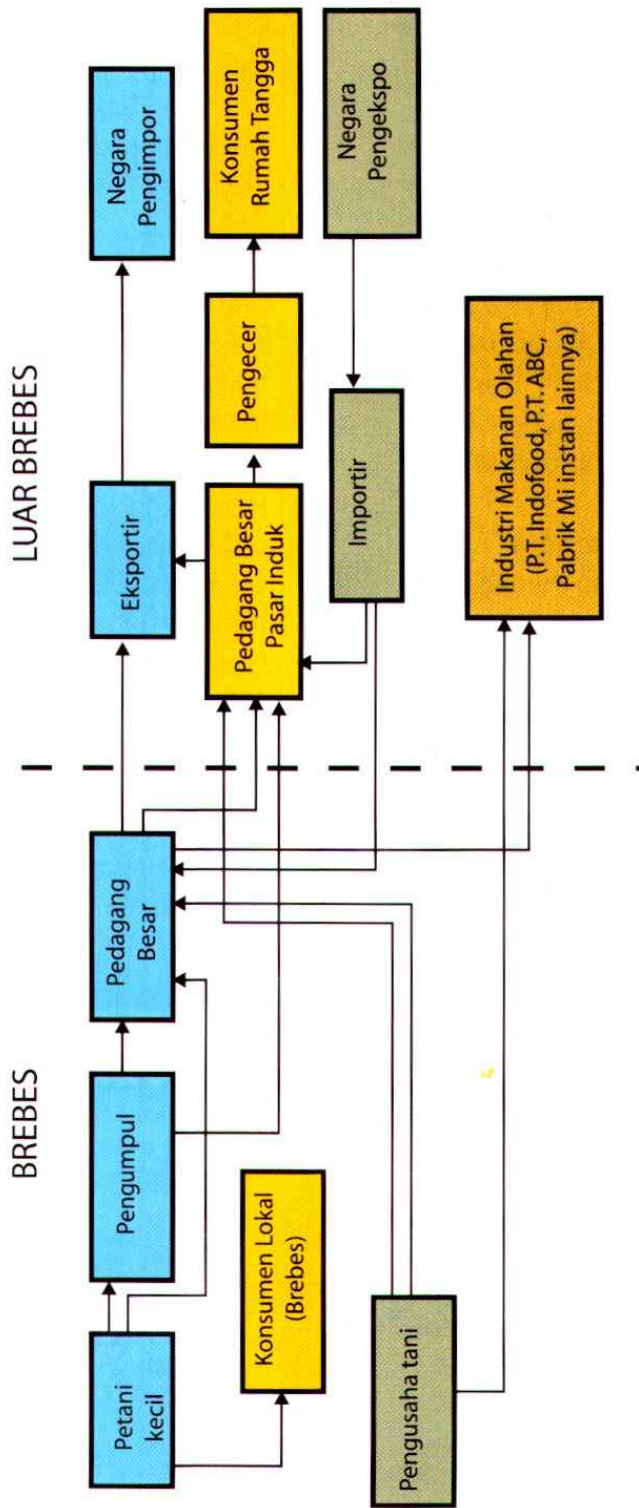 BREBES
LUAR BREBES
Petani
kecil
Pengumpul
Pedagang
Besar
Eksportir
Negara
Pengimpor
Konsumen Lokal
(Brebes)
Pedagang Besar
Pasar Induk
Pengecer
Konsumen
Rumah Tangga
Pengusaha tani
Importir
Negara
Pengekspo
Industri Makanan Olahan
(P.T. Indofood, P.T. ABC,
Pabrik Mi instan lainnya)